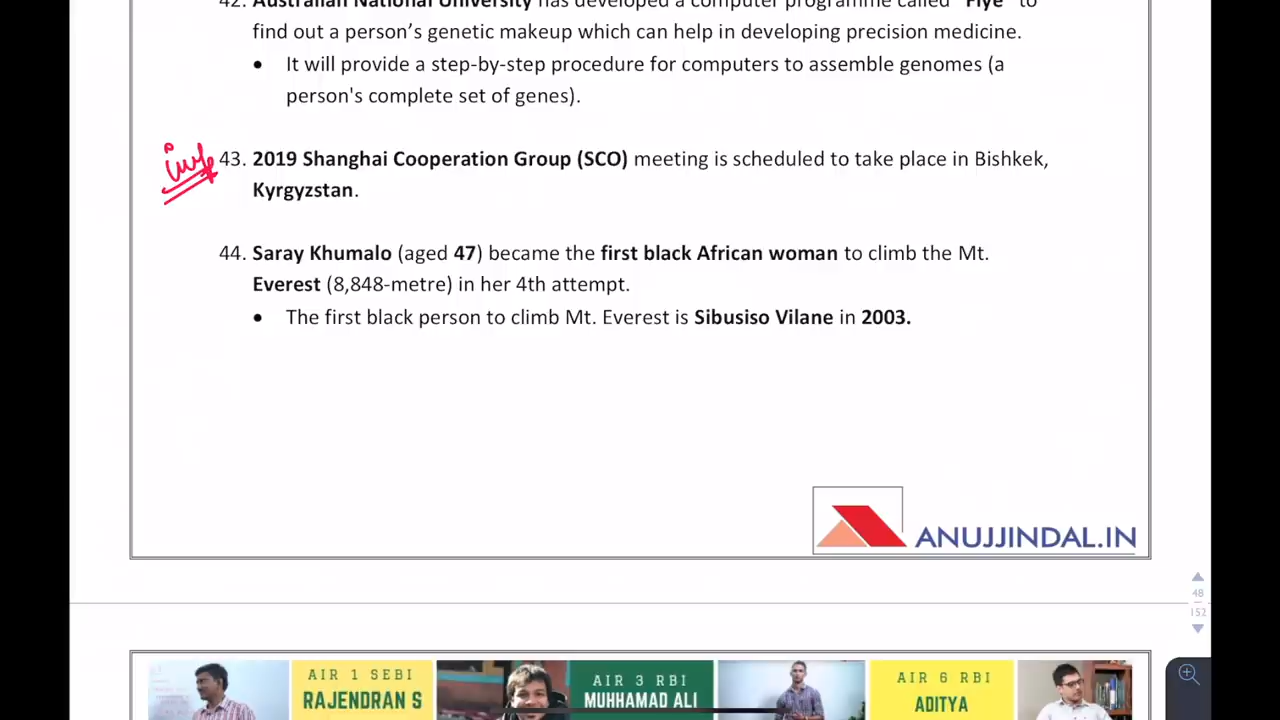 42. Australian National University has developed a computer programme called "Flye" to
find out a person's genetic makeup which can help in developing precision medicine.
• It will provide a step-by-step procedure for computers to assemble genomes (a
person's complete set of genes).
imp
43. 2019 Shanghai Cooperation Group (SCO) meeting is scheduled to take place in Bishkek,
Kyrgyzstan.
44. Saray Khumalo (aged 47) became the first black African woman to climb the Mt.
Everest (8,848-metre) in her 4th attempt.
• The first black person to climb Mt. Everest is Sibusiso Vilane in 2003.
ANUJJINDAL.IN
48
152
AIR 1 SEBI
RAJENDRAN S
AIR 3 RBI
MUHHAMAD ALI
AIR 6 RBI
ADITYA